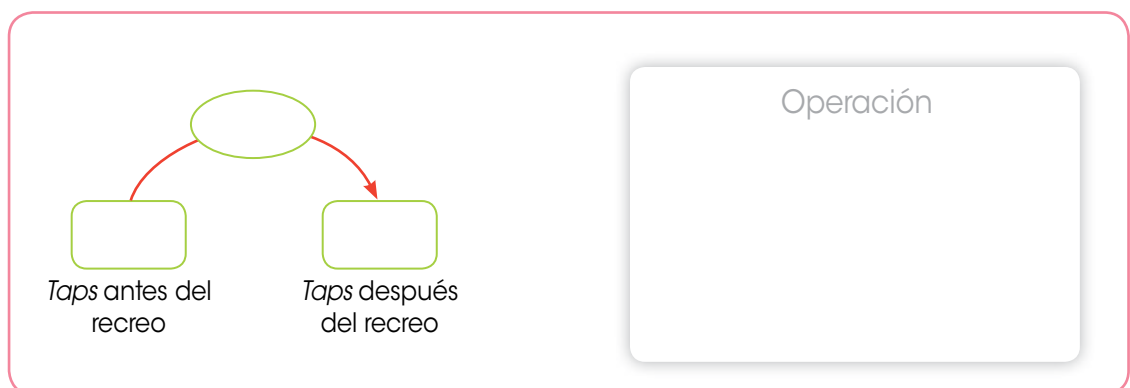 Operación
Taps antes del
recreo
Taps después
del recreo